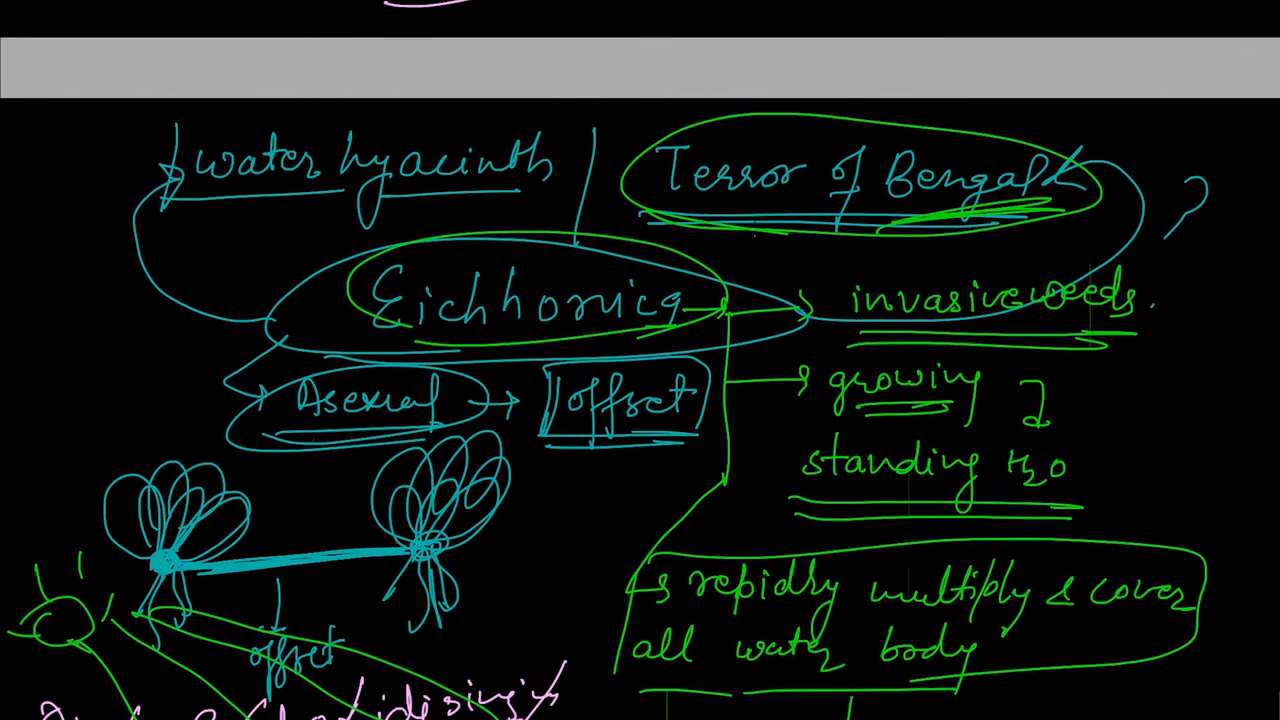 water hyacinth
Terror of Bengal
?
Eichhornia
invasive weeds.
Asexual → offset
growing
standing H2O
→ repidly multiply & cover
all water body
offset